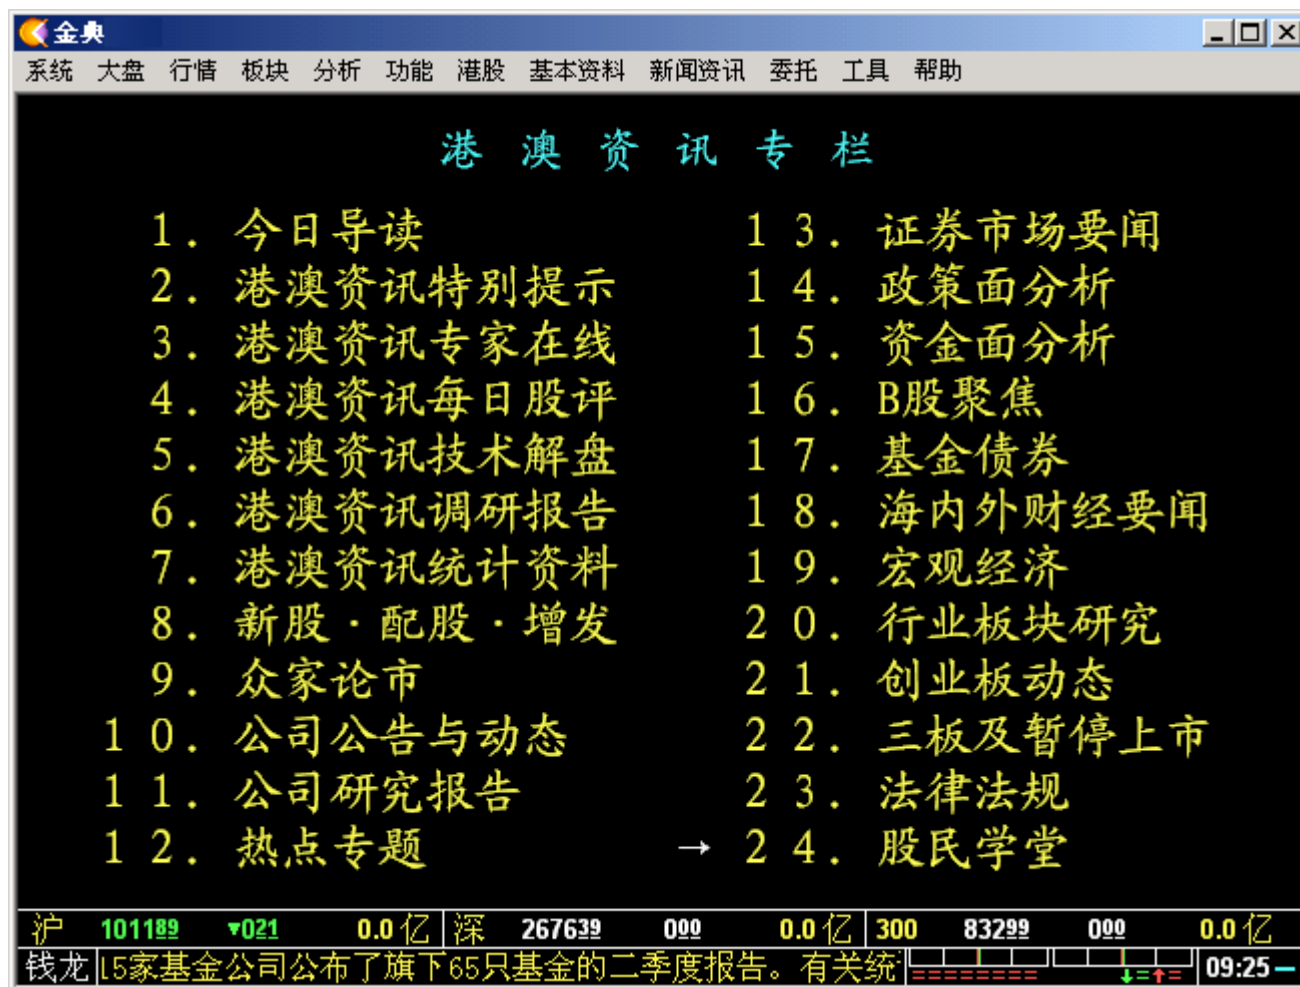 金典
系统 大盘 行情 板块 分析 功能 港股 基本资料 新闻资讯 委托 工具 帮助
港澳资讯专栏
1. 今日导读
2. 港澳资讯特别提示
3. 港澳资讯专家在线
4. 港澳资讯每日股评
5. 港澳资讯技术解盘
6. 港澳资讯调研报告
7. 港澳资讯统计资料
8. 新股·配股·增发
9. 众家论市
10. 公司公告与动态
11. 公司研究报告
12. 热点专题
13. 证券市场要闻
14. 政策面分析
15. 资金面分析
16. B股聚焦
17. 基金债券
18. 海内外财经要闻
19. 宏观经济
20. 行业板块研究
21. 创业板动态
22. 三板及暂停上市
23. 法律法规
→ 24. 股民学堂
沪 101189 ▼021 0.0亿 深 267639 000 0.0亿 300 83299 000 0.0亿
钱龙 15家基金公司公布了旗下65只基金的二季度报告。有关统 09:25